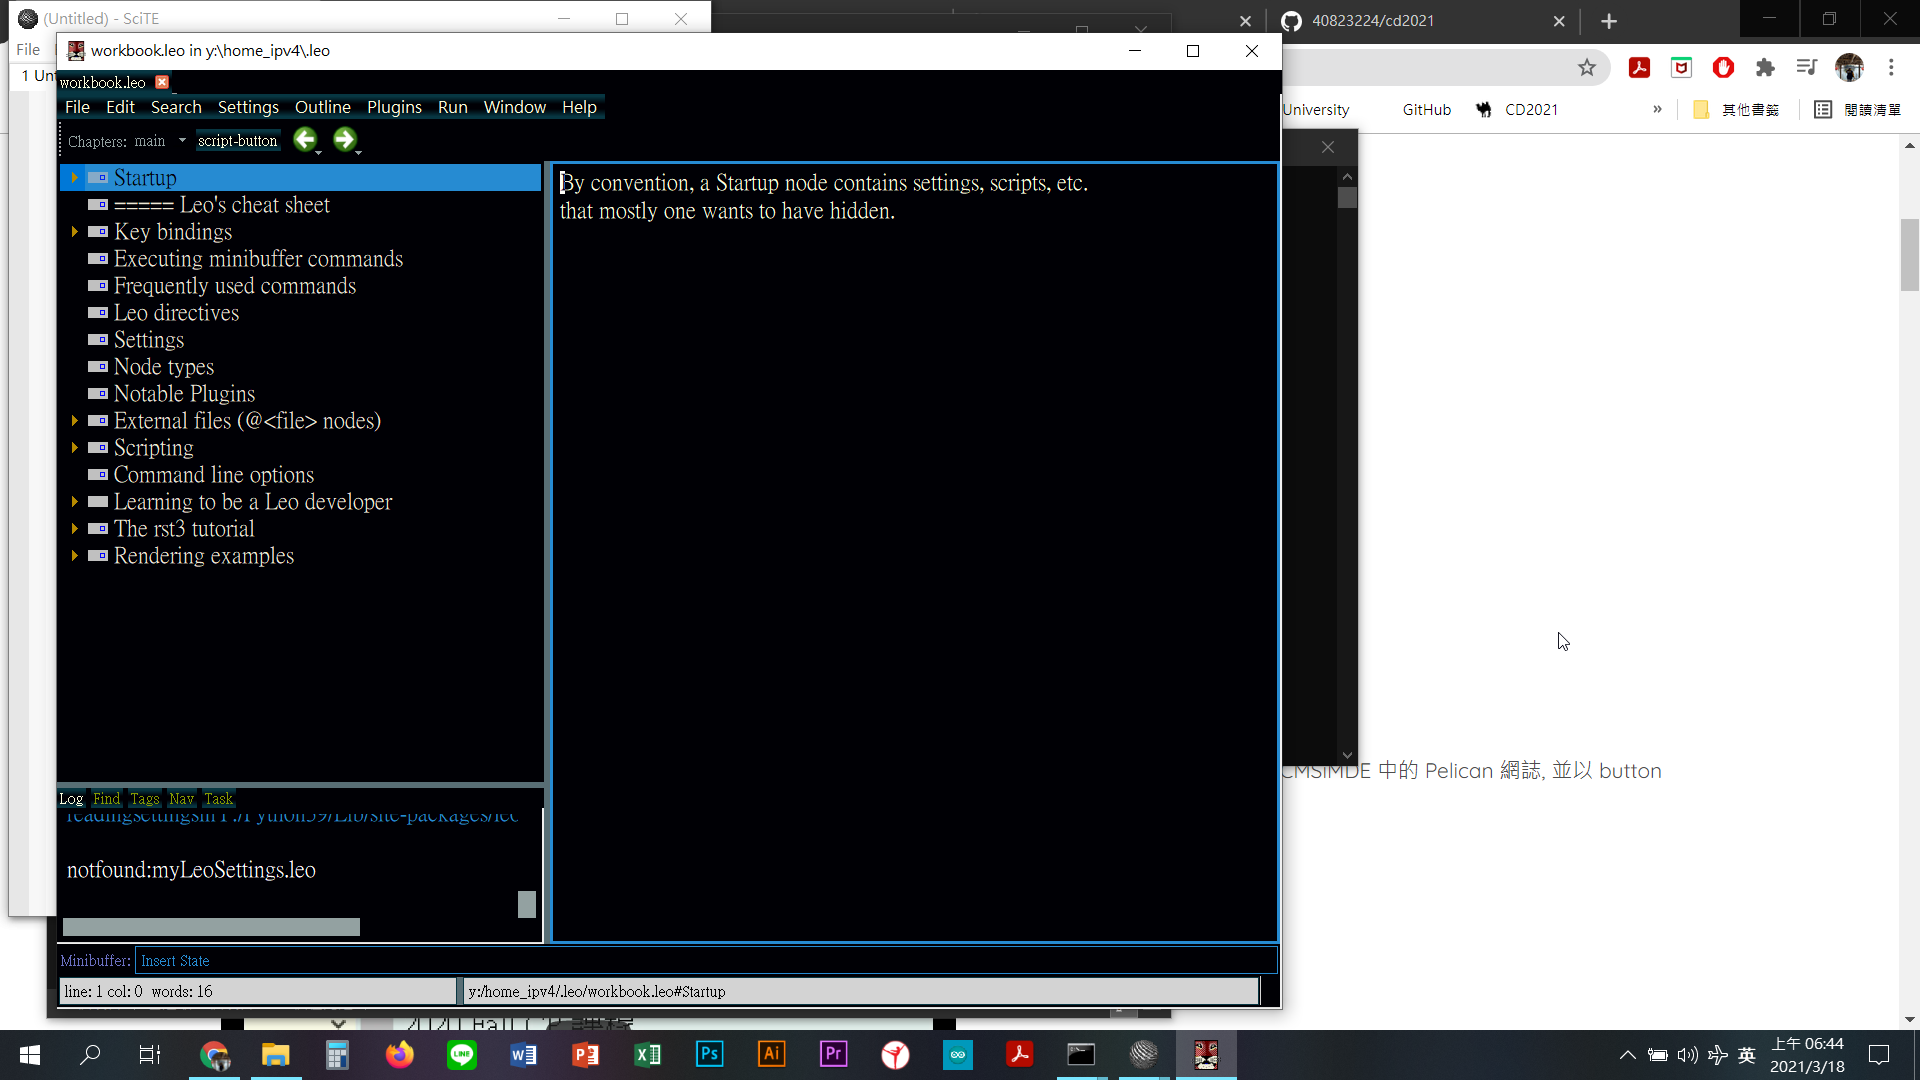 (Untitled) - SciTE
40823224/cd2021
File
1 Unt
workbook.leo in y:\home_ipv4\.leo
workbook.leo
File Edit Search Settings Outline Plugins Run Window Help
University GitHub CD2021 » 其他書籤 閱讀清單
Chapters: main script-button
Startup
===== Leo's cheat sheet
Key bindings
Executing minibuffer commands
Frequently used commands
Leo directives
Settings
Node types
Notable Plugins
External files (@<file> nodes)
Scripting
Command line options
Learning to be a Leo developer
The rst3 tutorial
Rendering examples
By convention, a Startup node contains settings, scripts, etc.
that mostly one wants to have hidden.
CMSiMDE 中的 Pelican 網誌, 並以 button
Log Find Tags Nav Task
notfound:myLeoSettings.leo
Minibuffer: Insert State
line: 1 col: 0 words: 16
y:/home_ipv4/.leo/workbook.leo#Startup
LINE
Ps
Ai
Pr
英
上午 06:44
2021/3/18